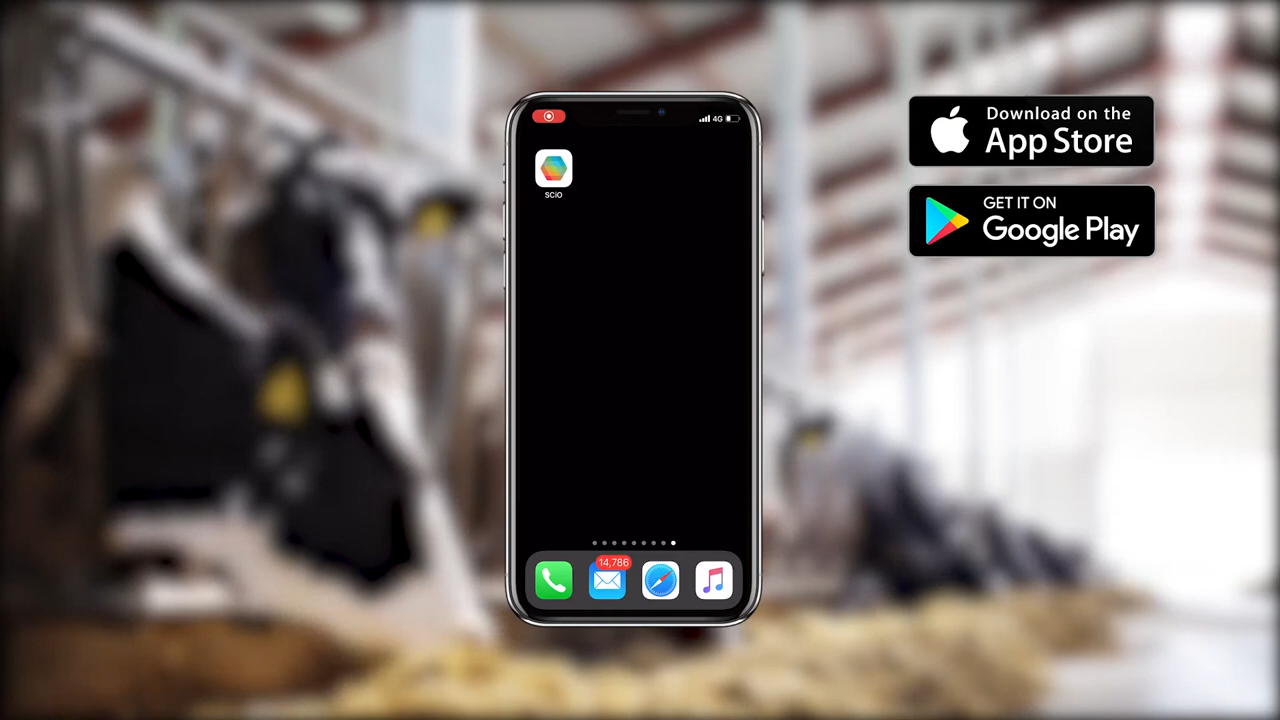 4G
SCiO
14,786
Download on the
App Store
GET IT ON
Google Play